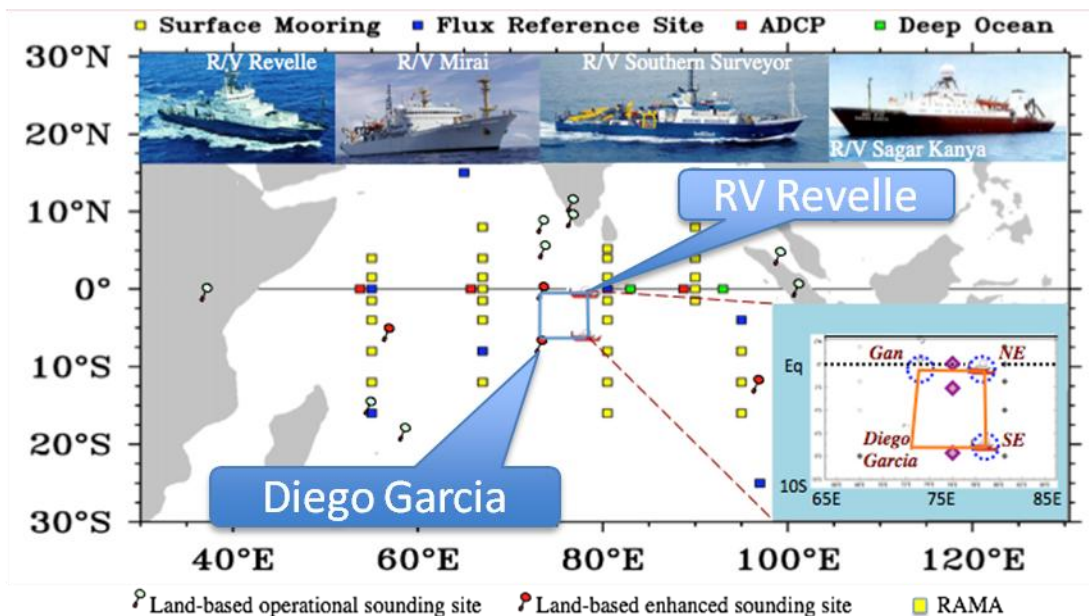 Surface Mooring Flux Reference Site ADCP Deep Ocean
30°N
20°N
10°N
0°
10°S
20°S
30°S
R/V Revelle
R/V Mirai
R/V Southern Surveyor
R/V Sagar Kanya
RV Revelle
Diego Garcia
Gan
NE
Eq
Diego
Garcia
SE
10S
65E 75E 85E
40°E 60°E 80°E 100°E 120°E
Land-based operational sounding site Land-based enhanced sounding site RAMA